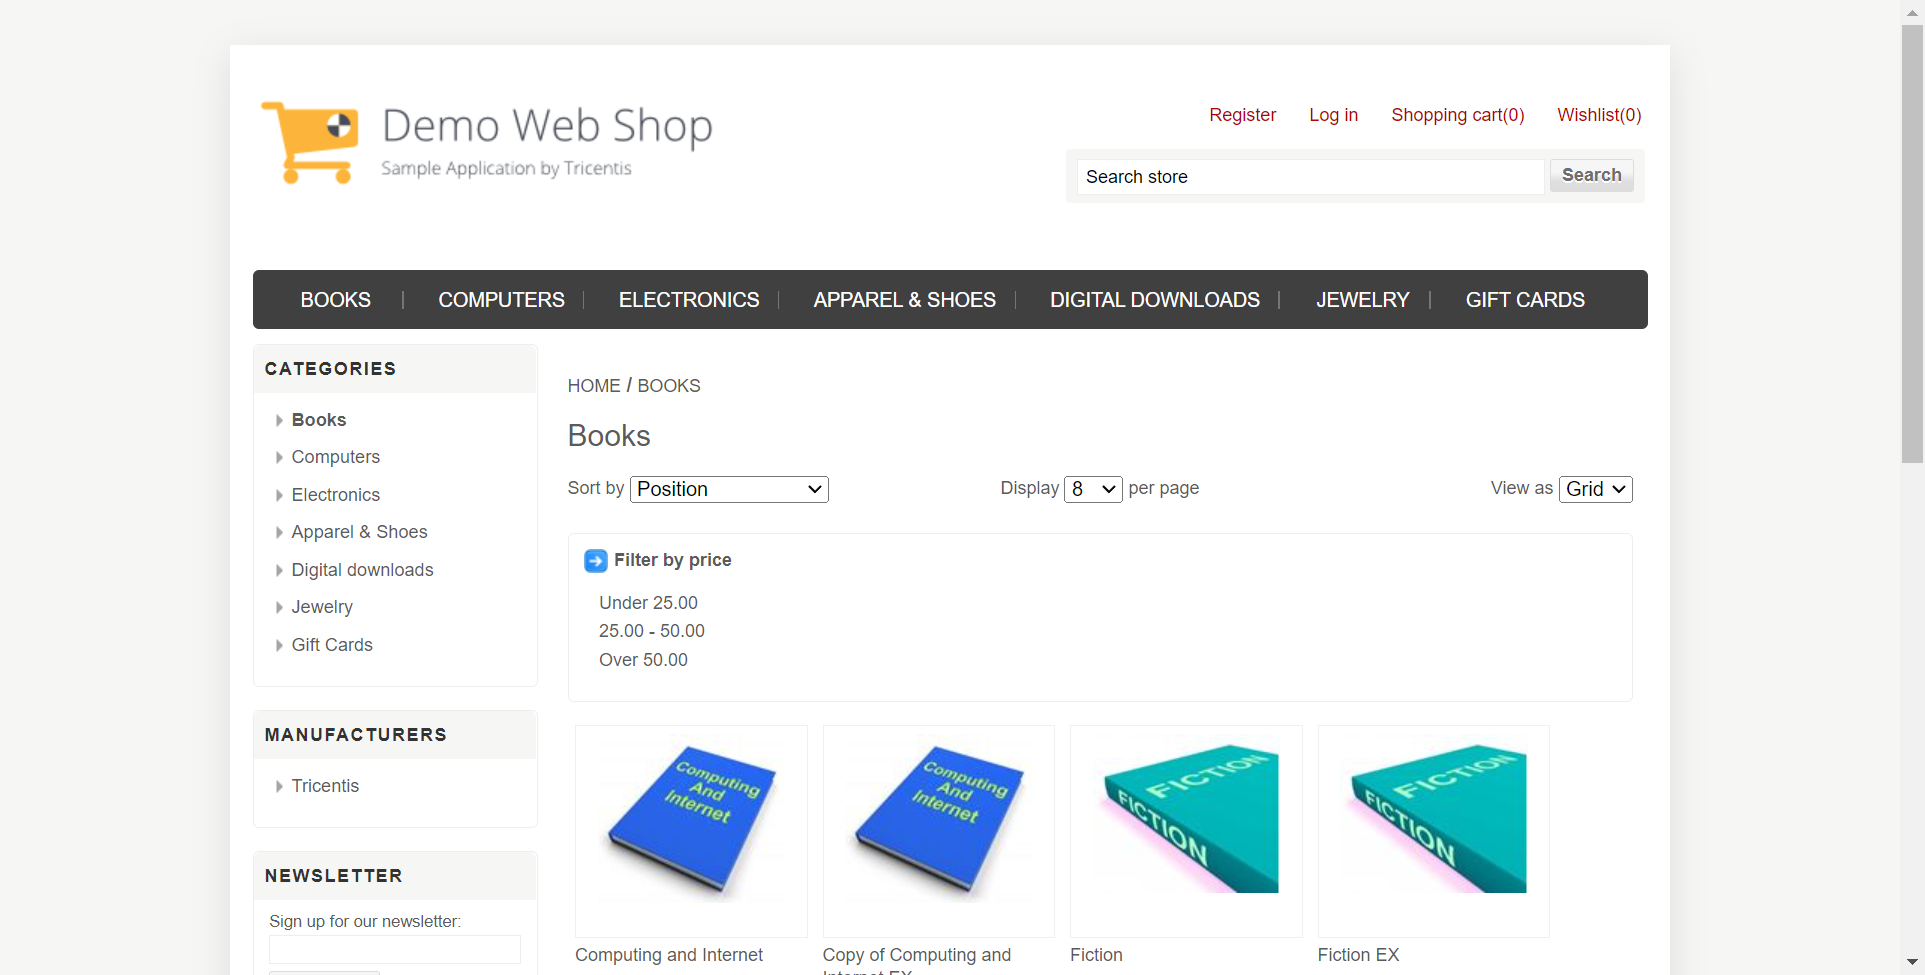 Demo Web Shop
Sample Application by Tricentis
Register Log in Shopping cart(0) Wishlist(0)
Search store Search
BOOKS COMPUTERS ELECTRONICS APPAREL & SHOES DIGITAL DOWNLOADS JEWELRY GIFT CARDS
CATEGORIES
Books
Computers
Electronics
Apparel & Shoes
Digital downloads
Jewelry
Gift Cards
MANUFACTURERS
Tricentis
NEWSLETTER
Sign up for our newsletter:
HOME / BOOKS
Books
Sort by Position Display 8 per page View as Grid
Filter by price
Under 25.00
25.00 - 50.00
Over 50.00
Computing
And
Internet
Computing
And
Internet
FICTION
FICTION
FICTION
FICTION
Computing and Internet
Copy of Computing and
Internet EX
Fiction
Fiction EX